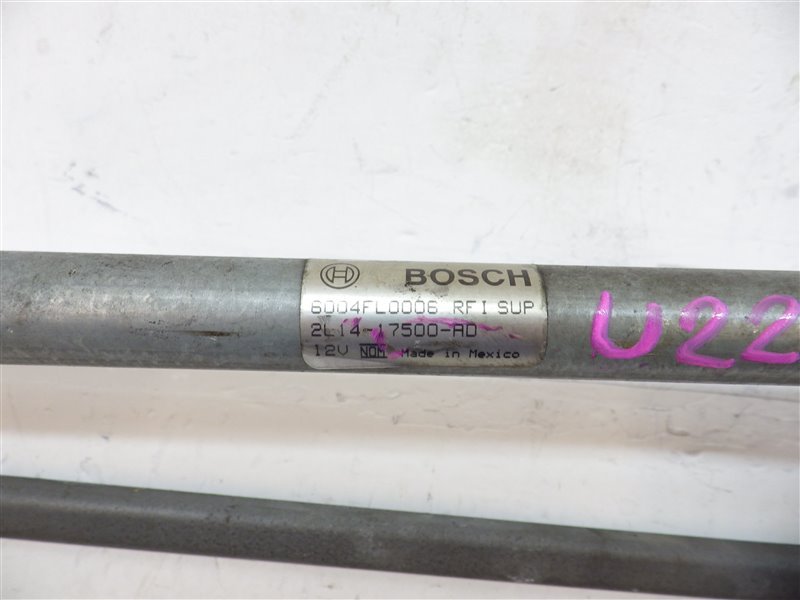 BOSCH
6004FL0006 RFI SUP
2L14-17500-AD
12V NOM Made in Mexico
U22